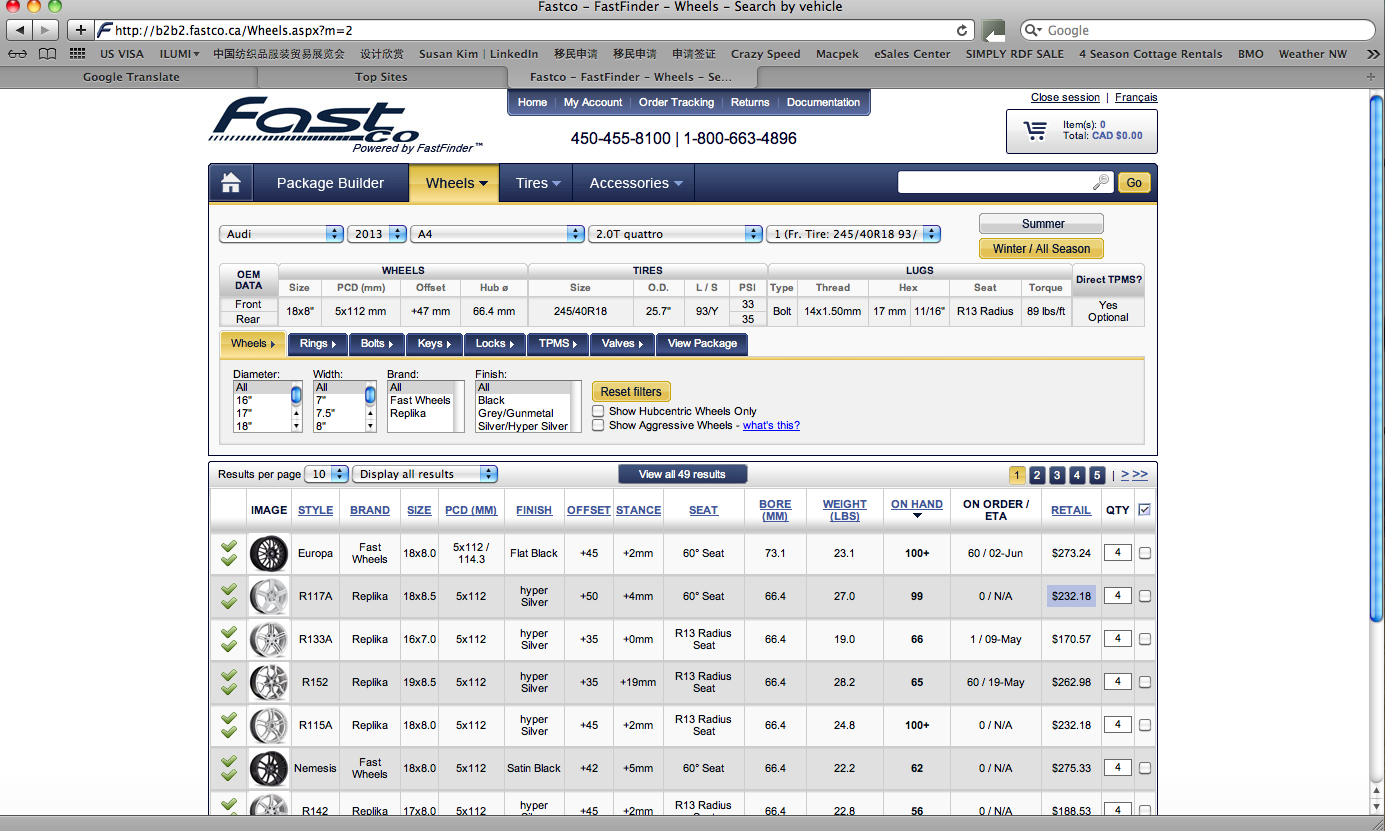 Fastco – FastFinder – Wheels – Search by vehicle
http://b2b2.fastco.ca/Wheels.aspx?m=2
Google
US VISA ILUMI 中国纺织品服装贸易展览会 设计欣赏 Susan Kim | LinkedIn 移民申请 移民申请 申请签证 Crazy Speed Macpek eSales Center SIMPLY RDF SALE 4 Season Cottage Rentals BMO Weather NW
Google Translate Top Sites Fastco – FastFinder – Wheels – Se...
Fast Co
Powered by FastFinder ™
Home My Account Order Tracking Returns Documentation
450-455-8100 | 1-800-663-4896
Close session | Français
Item(s): 0
Total: CAD $0.00
Package Builder Wheels Tires Accessories Go
Audi 2013 A4 2.0T quattro 1 (Fr. Tire: 245/40R18 93/
Summer
Winter / All Season
OEM DATA WHEELS TIRES LUGS Direct TPMS?
Size PCD (mm) Offset Hub ø Size O.D. L / S PSI Type Thread Hex Seat Torque
Front 18x8" 5x112 mm +47 mm 66.4 mm 245/40R18 25.7" 93/Y 33 Bolt 14x1.50mm 17 mm 11/16" R13 Radius 89 lbs/ft Yes
Rear 35 Optional
Wheels Rings Bolts Keys Locks TPMS Valves View Package
Diameter: Width: Brand: Finish:
All All All All
16" 7" Fast Wheels Black
17" 7.5" Replika Grey/Gunmetal
18" 8" Silver/Hyper Silver
Reset filters
Show Hubcentric Wheels Only
Show Aggressive Wheels - what's this?
Results per page 10 Display all results View all 49 results 1 2 3 4 5 | > >>
IMAGE STYLE BRAND SIZE PCD (MM) FINISH OFFSET STANCE SEAT BORE (MM) WEIGHT (LBS) ON HAND ON ORDER / ETA RETAIL QTY
Europa Fast Wheels 18x8.0 5x112 / 114.3 Flat Black +45 +2mm 60° Seat 73.1 23.1 100+ 60 / 02-Jun $273.24 4
R117A Replika 18x8.5 5x112 hyper Silver +50 +4mm 60° Seat 66.4 27.0 99 0 / N/A $232.18 4
R133A Replika 16x7.0 5x112 hyper Silver +35 +0mm R13 Radius Seat 66.4 19.0 66 1 / 09-May $170.57 4
R152 Replika 19x8.5 5x112 hyper Silver +35 +19mm R13 Radius Seat 66.4 28.2 65 60 / 19-May $262.98 4
R115A Replika 18x8.0 5x112 hyper Silver +45 +2mm R13 Radius Seat 66.4 24.8 100+ 0 / N/A $232.18 4
Nemesis Fast Wheels 18x8.0 5x112 Satin Black +42 +5mm 60° Seat 66.4 22.2 62 0 / N/A $275.33 4
R142 Replika 17x8.0 5x112 hyper Silver +45 +2mm R13 Radius Seat 66.4 22.8 56 0 / N/A $188.53 4